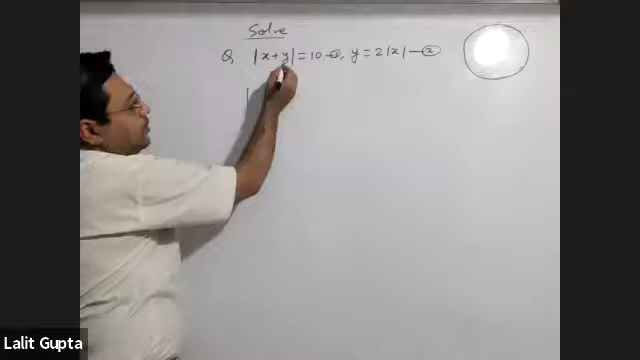 Solve
Q |x+y| = 10 —①, y = 2|x| —②
Lalit Gupta